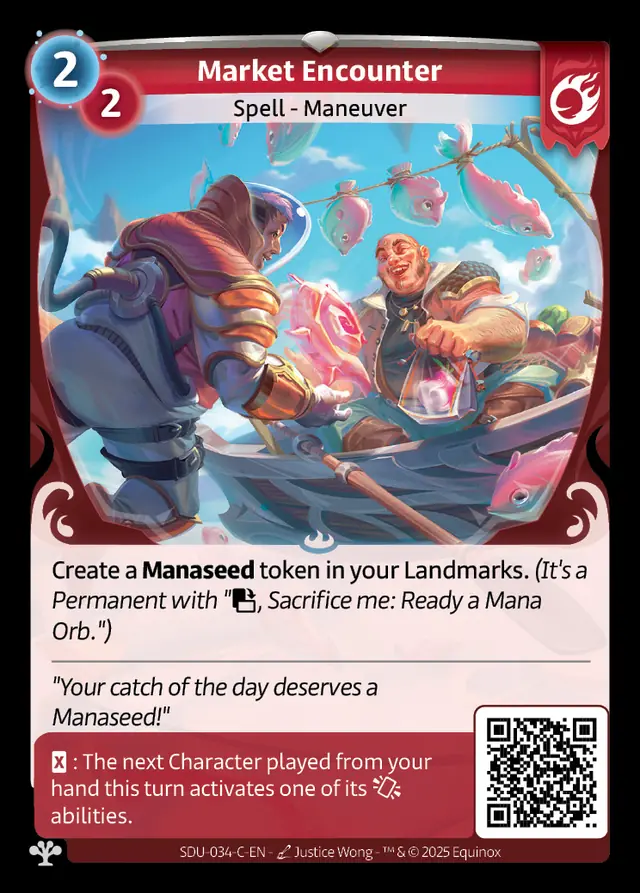 2
2
Market Encounter
Spell - Maneuver
Create a Manaseed token in your Landmarks. (It's a
Permanent with ", Sacrifice me: Ready a Mana
Orb.")
"Your catch of the day deserves a
Manaseed!"
X : The next Character played from your
hand this turn activates one of its
abilities.
SDU-034-C-EN - Justice Wong - ™ & © 2025 Equinox